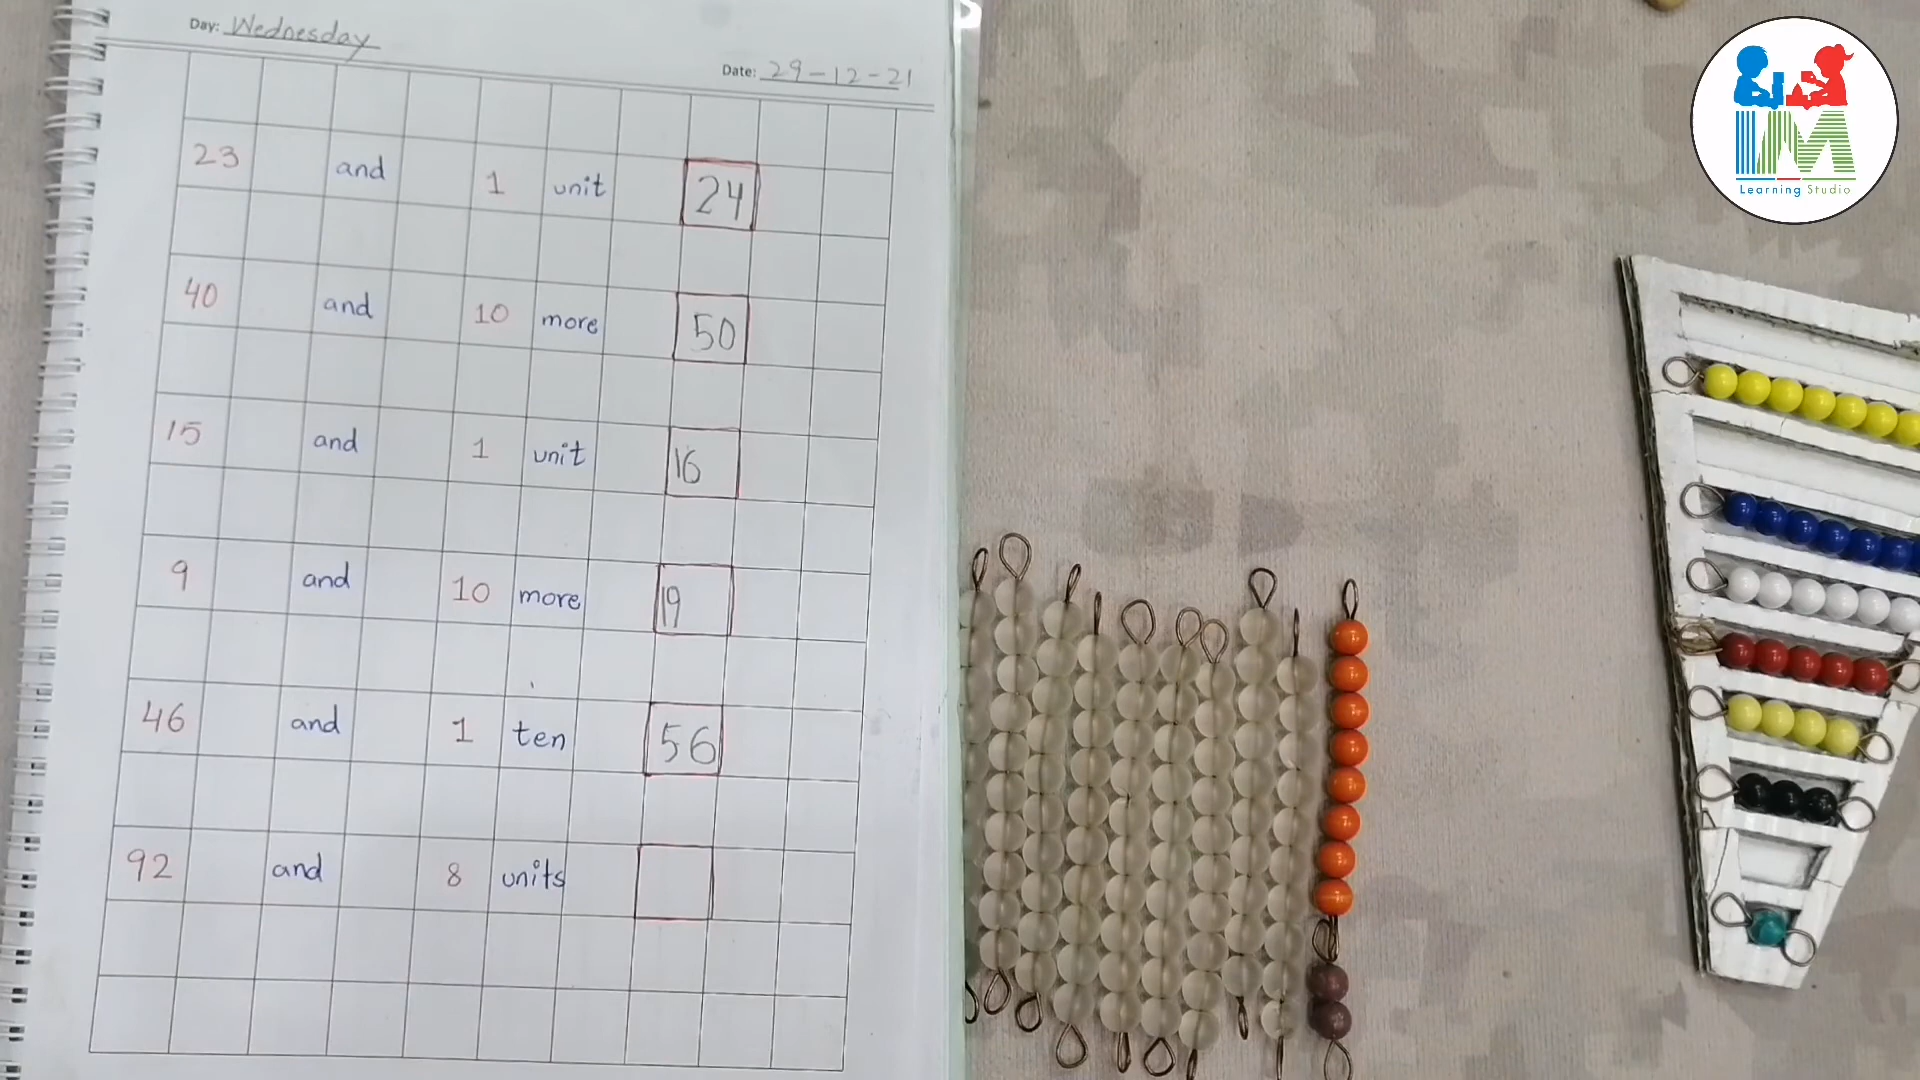 Day: Wednesday
Date: 29-12-21
23 and 1 unit 24
40 and 10 more 50
15 and 1 unit 16
9 and 10 more 19
46 and 1 ten 56
92 and 8 units
Learning Studio